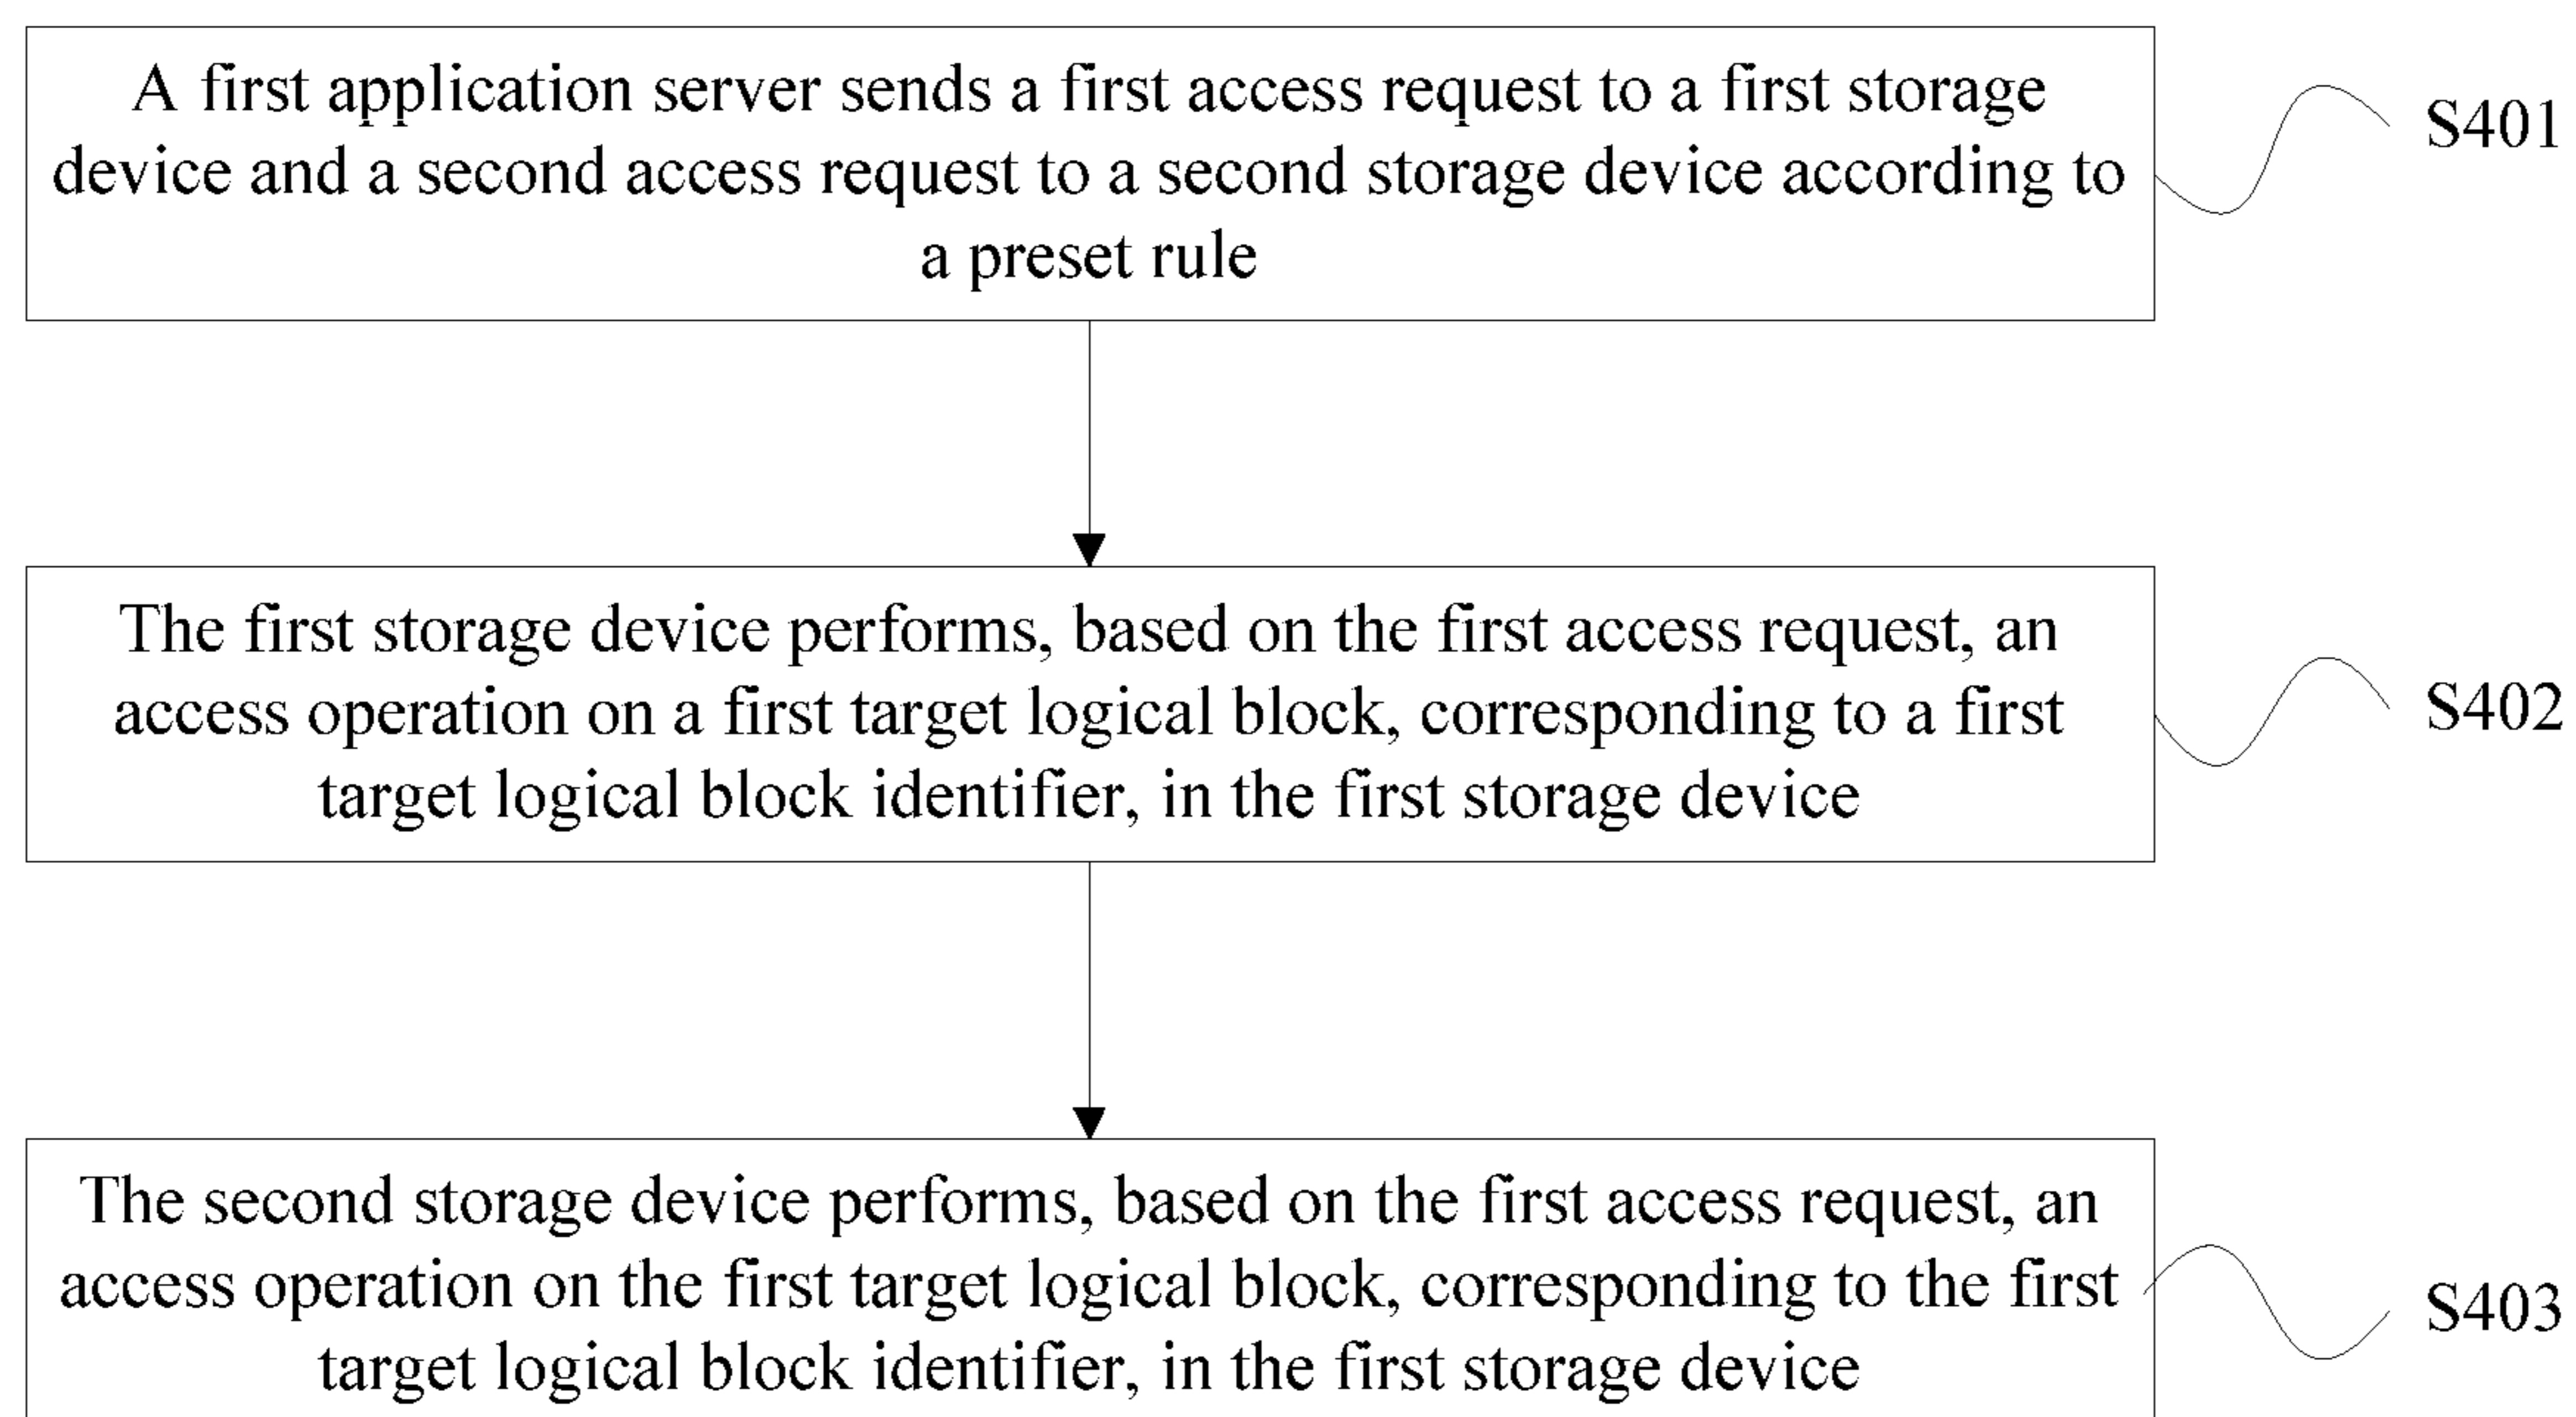 A first application server sends a first access request to a first storage
device and a second access request to a second storage device according to
a preset rule
S401
The first storage device performs, based on the first access request, an
access operation on a first target logical block, corresponding to a first
target logical block identifier, in the first storage device
S402
The second storage device performs, based on the first access request, an
access operation on the first target logical block, corresponding to the first
target logical block identifier, in the first storage device
S403